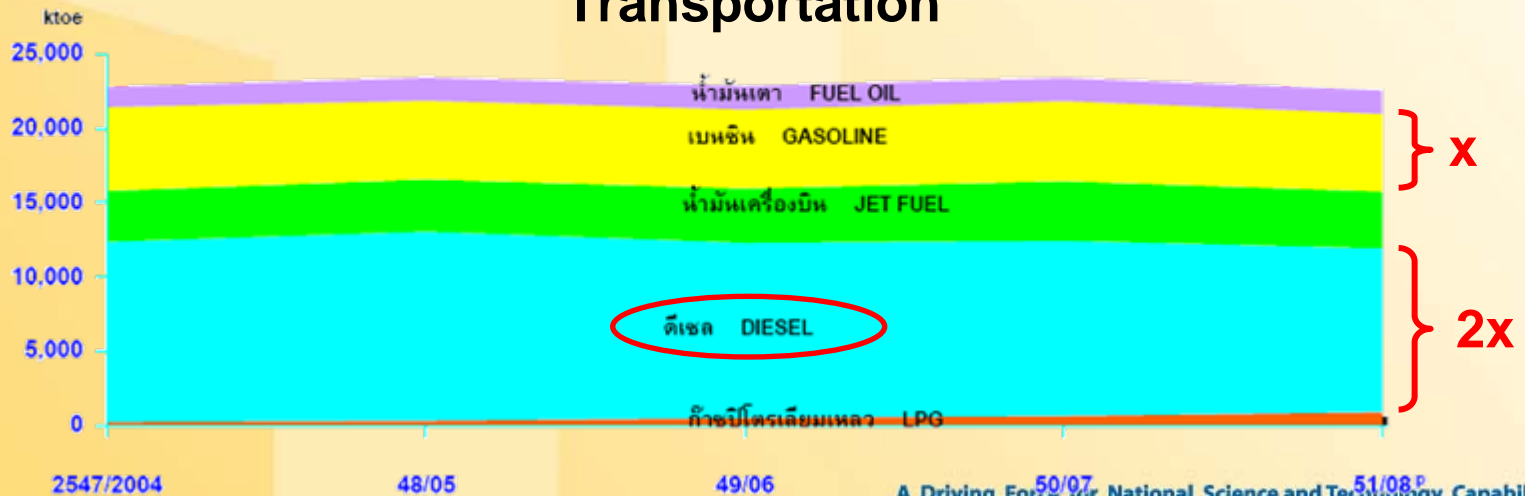 Transportation
ktoe
25,000
20,000
15,000
10,000
5,000
0
น้ำมันเตา FUEL OIL
เบนซิน GASOLINE
น้ำมันเครื่องบิน JET FUEL
ดีเซล DIESEL
ก๊าซปิโตรเลียมเหลว LPG
x
2x
2547/2004 48/05 49/06 50/07 51/08P
A Driving Force for National Science and Technology Capabil